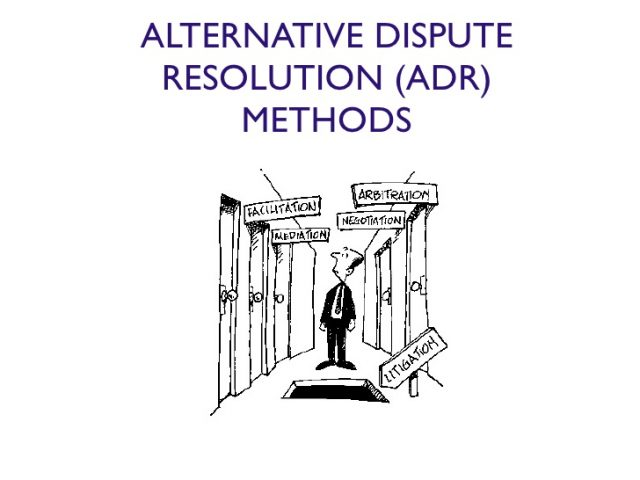 ALTERNATIVE DISPUTE
RESOLUTION (ADR)
METHODS
FACILITATION
MEDIATION
ARBITRATION
NEGOTIATION
LITIGATION